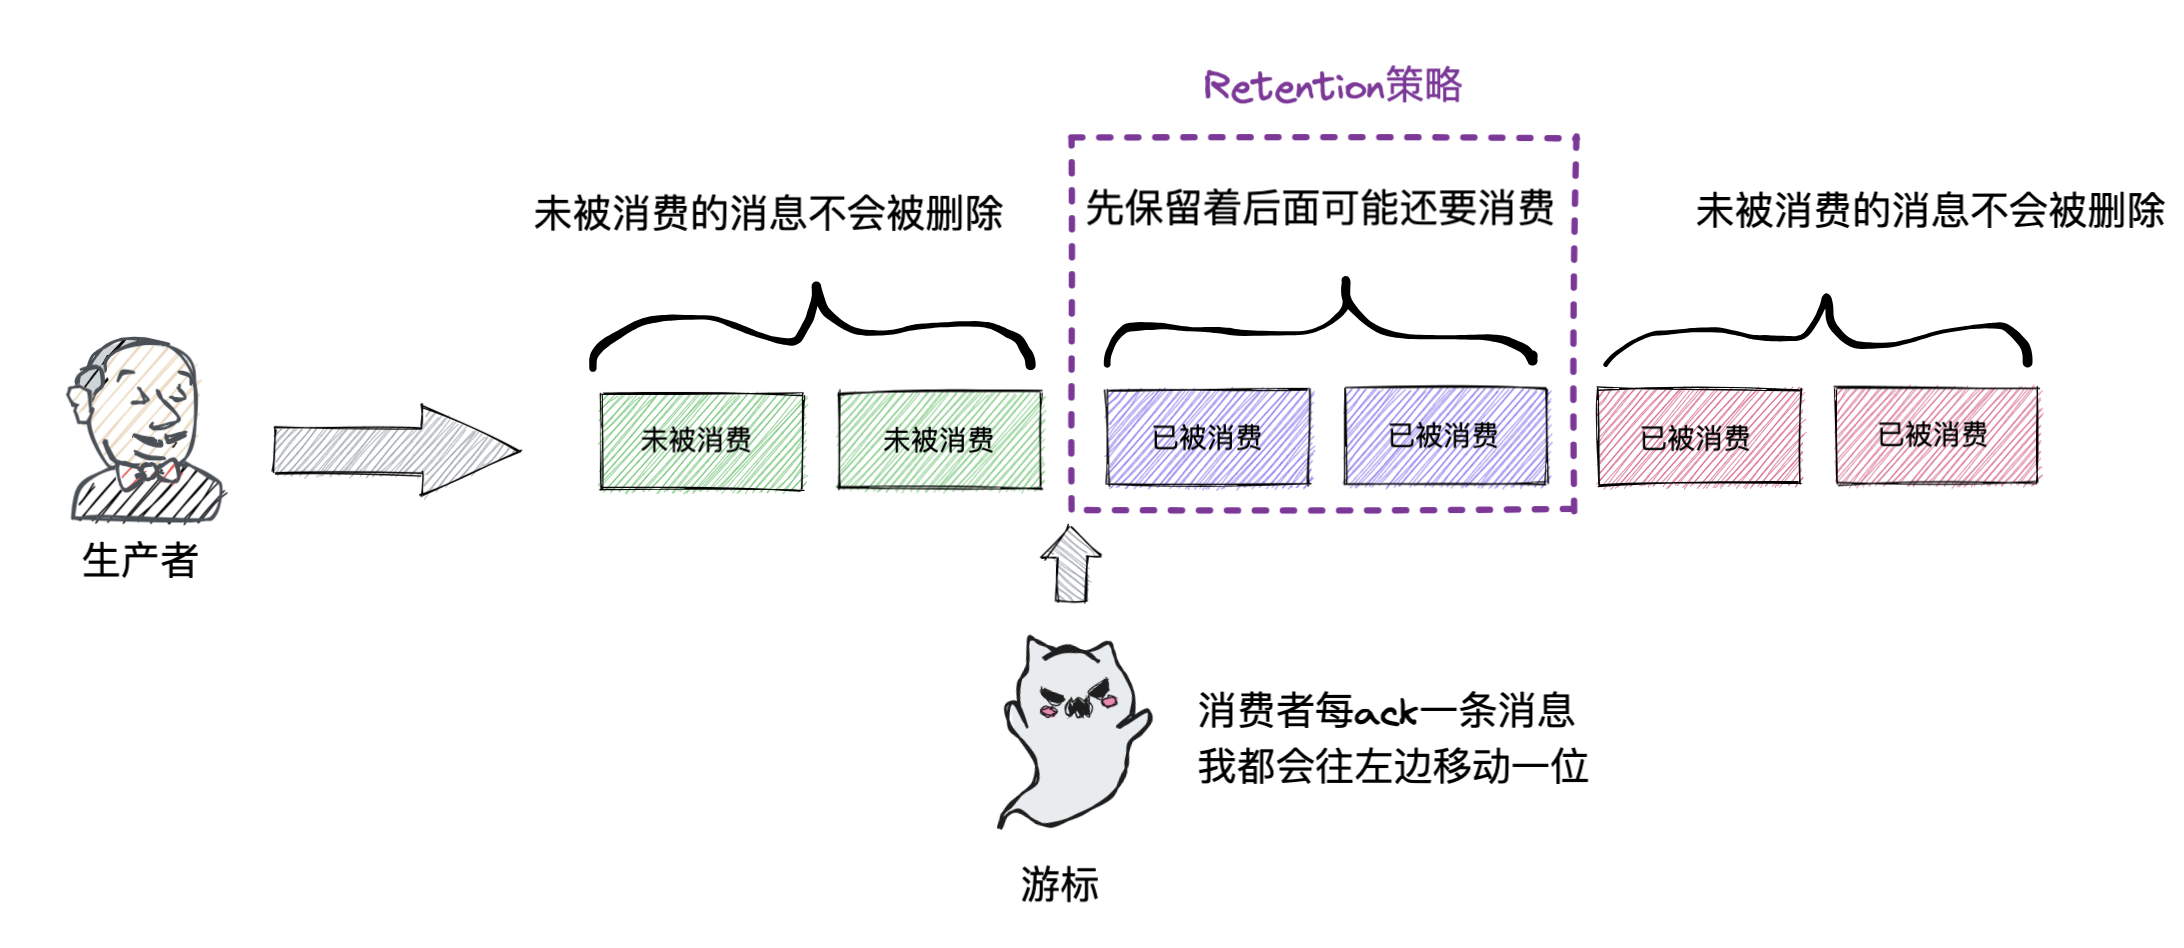 Retention策略
未被消费的消息不会被删除
先保留着后面可能还要消费
未被消费的消息不会被删除
未被消费
未被消费
已被消费
已被消费
已被消费
已被消费
生产者
消费者每ack一条消息
我都会往左边移动一位
游标